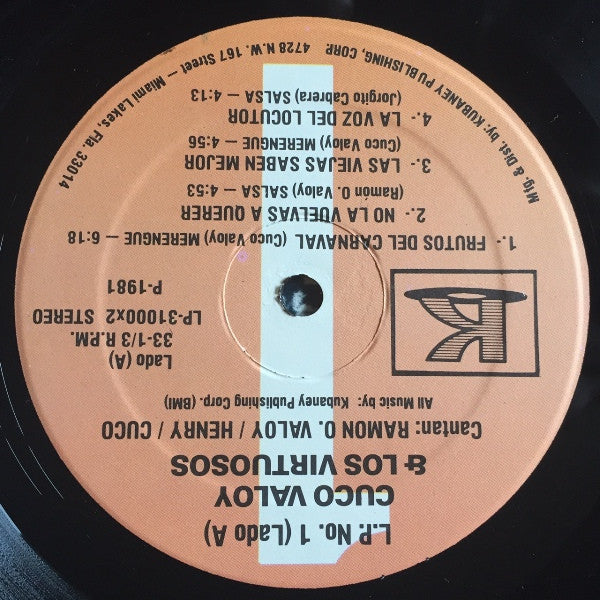 L.P. No. 1 (Lado A)
CUCO VALOY
& LOS VIRTUOSOS
Cantan: RAMON O. VALOY / HENRY / CUCO
All Music by: Kubaney Publishing Corp. (BMI)
K
Lado (A)
33-1/3 R.P.M.
LP-31000x2 STEREO
P-1981
1.- FRUTOS DEL CARNAVAL (Cuco Valoy) MERENGUE — 6:18
2.- NO LA VUELVAS A QUERER
(Ramón O. Valoy) SALSA — 4:53
3.- LAS VIEJAS SABEN MEJOR
(Cuco Valoy) MERENGUE — 4:56
4.- LA VOZ DEL LOCUTOR
(Jorgito Cabrera) SALSA — 4:13
Mfg. & Dist. by: KUBANEY PUBLISHING, CORP 4728 N.W. 167 Street — Miami Lakes, Fla. 33014